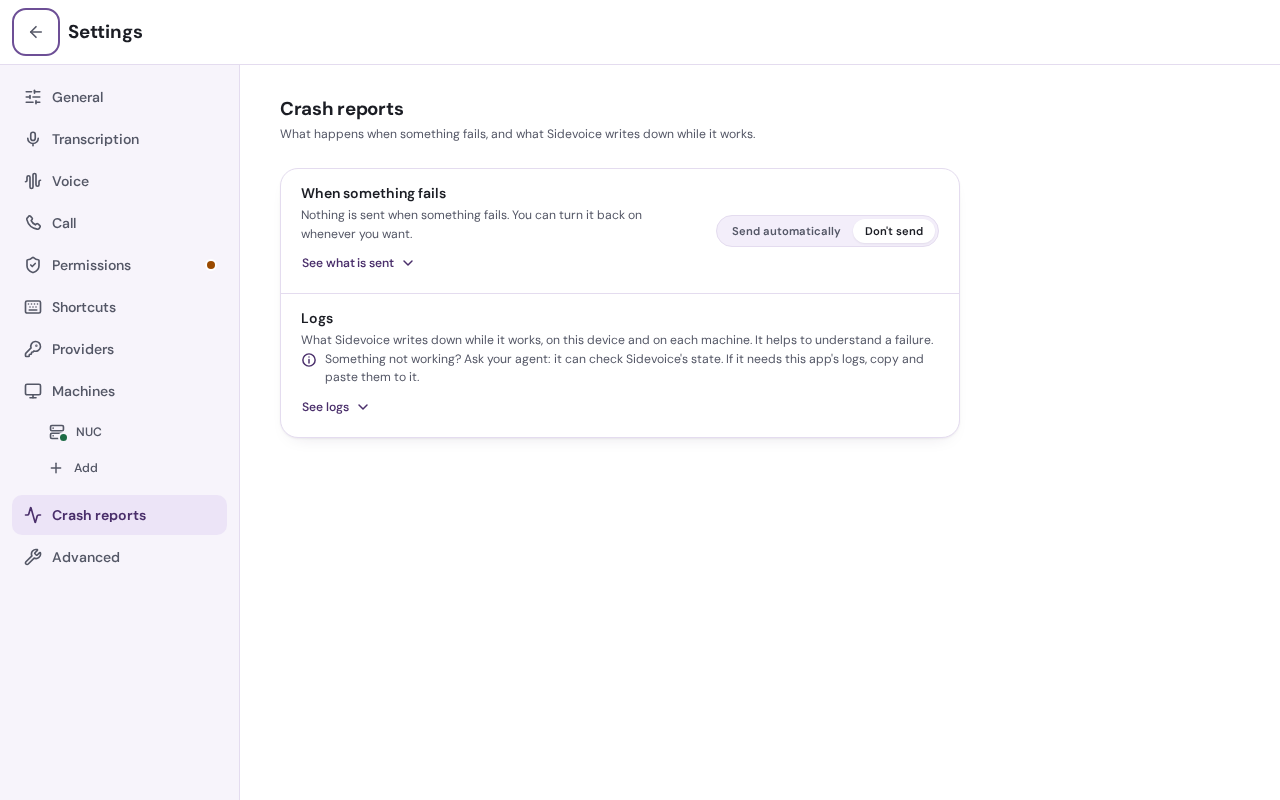 Settings
General
Transcription
Voice
Call
Permissions
Shortcuts
Providers
Machines
NUC
Add
Crash reports
Advanced
Crash reports
What happens when something fails, and what Sidevoice writes down while it works.
When something fails
Nothing is sent when something fails. You can turn it back on
whenever you want.
Send automatically
Don't send
See what is sent
Logs
What Sidevoice writes down while it works, on this device and on each machine. It helps to understand a failure.
Something not working? Ask your agent: it can check Sidevoice's state. If it needs this app's logs, copy and
paste them to it.
See logs